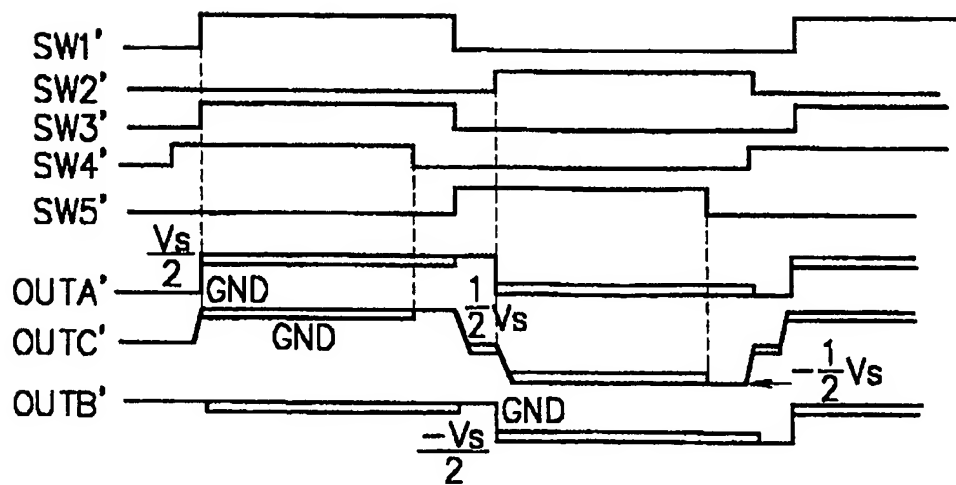 SW1'
SW2'
SW3'
SW4'
SW5'
Vs/2
OUTA'
GND
1/2 Vs
OUTC'
GND
-1/2 Vs
OUTB'
GND
-Vs/2